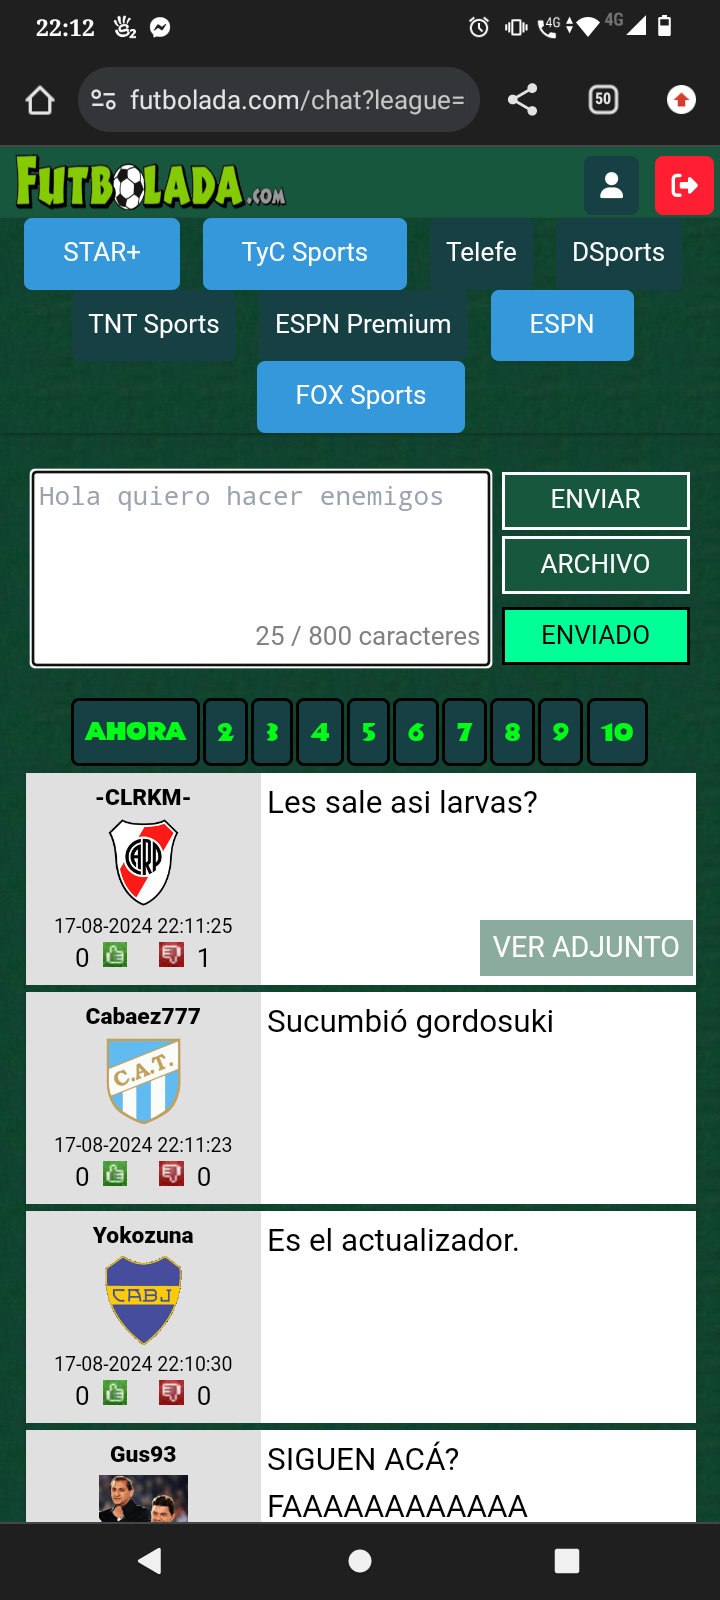 22:12
2
4G
4G
futbolada.com/chat?league=
50
FUTBOLADA.COM
STAR+ TyC Sports Telefe DSports
TNT Sports ESPN Premium ESPN
FOX Sports
Hola quiero hacer enemigos
25 / 800 caracteres
ENVIAR
ARCHIVO
ENVIADO
AHORA 2 3 4 5 6 7 8 9 10
-CLRKM-
CARP
17-08-2024 22:11:25
0 1
Les sale asi larvas?
VER ADJUNTO
Cabaez777
C.A.T.
17-08-2024 22:11:23
0 0
Sucumbió gordosuki
Yokozuna
CABJ
17-08-2024 22:10:30
0 0
Es el actualizador.
Gus93
SIGUEN ACÁ?
FAAAAAAAAAAAA